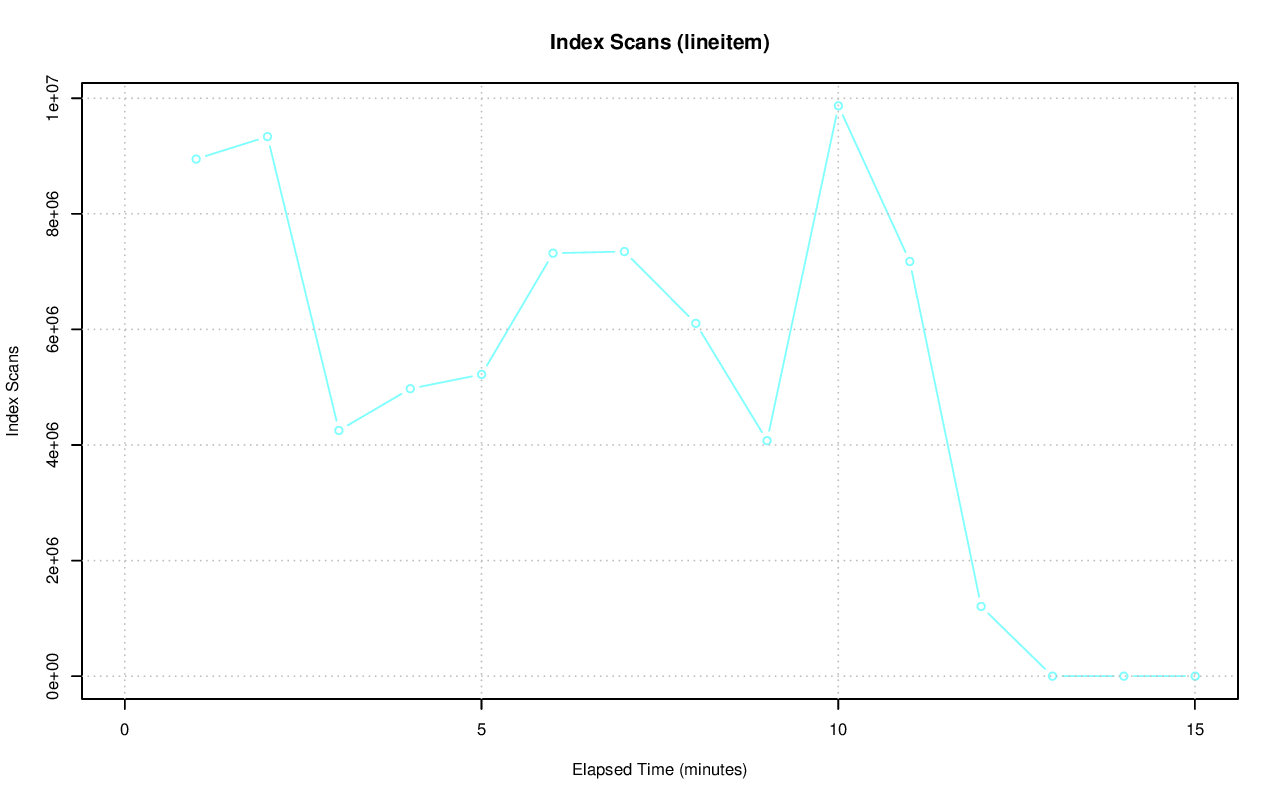 Index Scans (lineitem)
Index Scans
1e+07
8e+06
6e+06
4e+06
2e+06
0e+00
0
5
10
15
Elapsed Time (minutes)